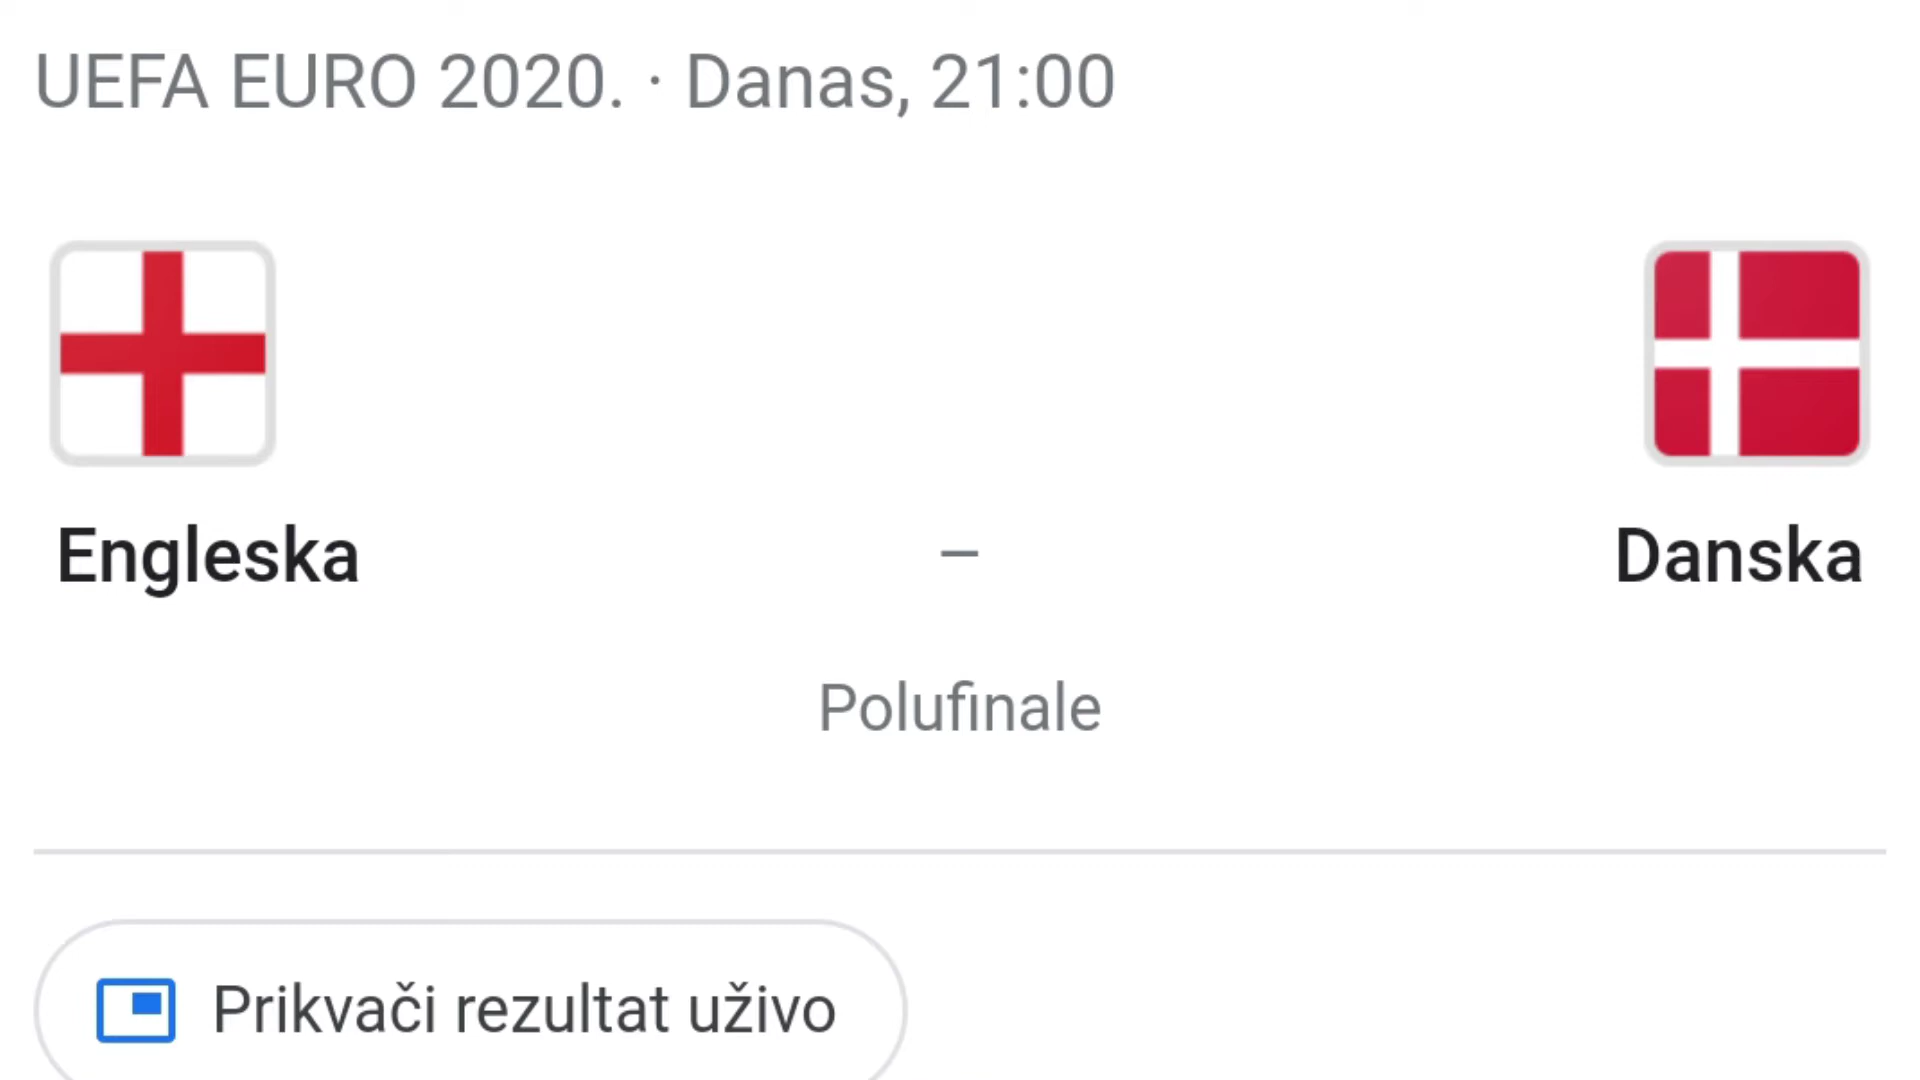 UEFA EURO 2020. · Danas, 21:00
Engleska – Danska
Polufinale
Prikvači rezultat uživo